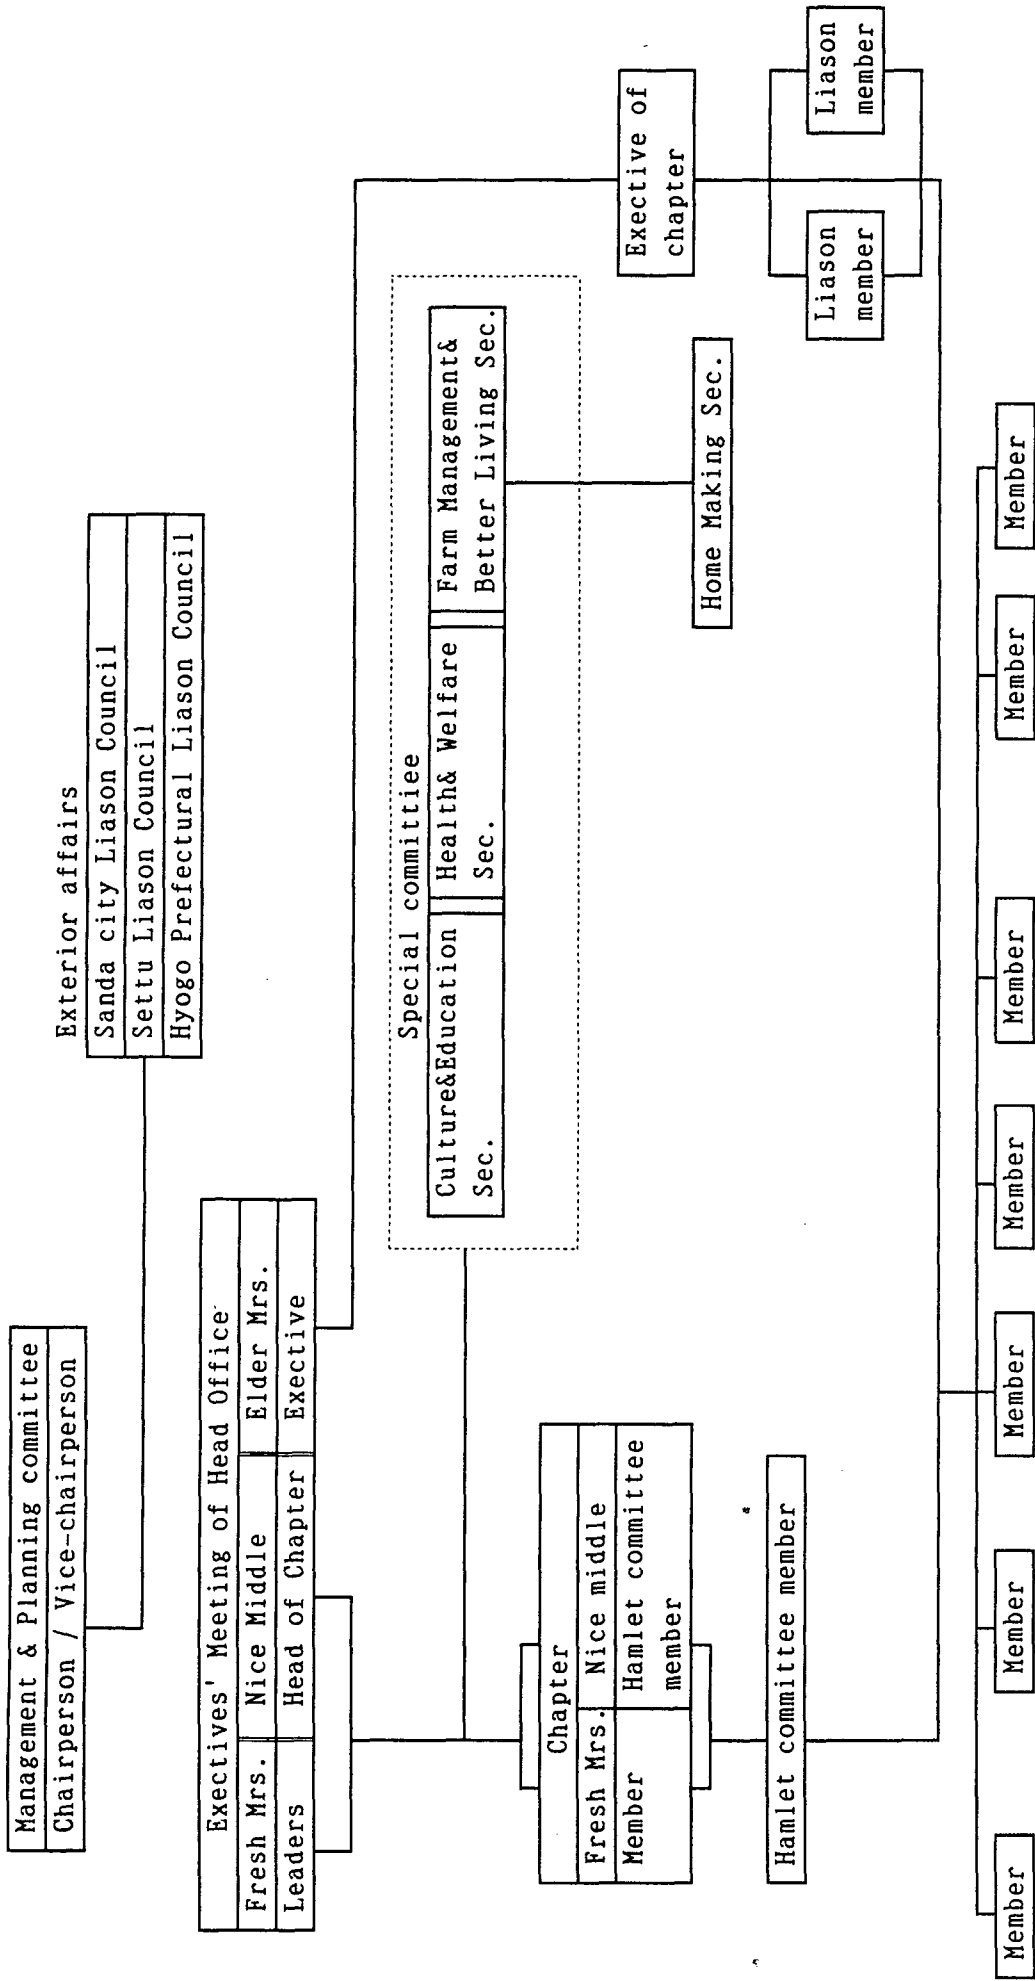 Management & Planning committee
Chairperson / Vice-chairperson
Exterior affairs
Sanda city Liason Council
Settu Liason Council
Hyogo Prefectural Liason Council
Exectives' Meeting of Head Office
Fresh Mrs. Nice Middle Elder Mrs.
Leaders Head of Chapter Exective
Special committiee
Culture&Education Health& Welfare Farm Management&
Sec. Sec. Better Living Sec.
Chapter
Fresh Mrs. Nice middle
Member Hamlet committee
member
Exective of
chapter
Home Making Sec.
Hamlet committee member
Liason
member
Liason
member
Member
Member
Member
Member
Member
Member
Member
Member